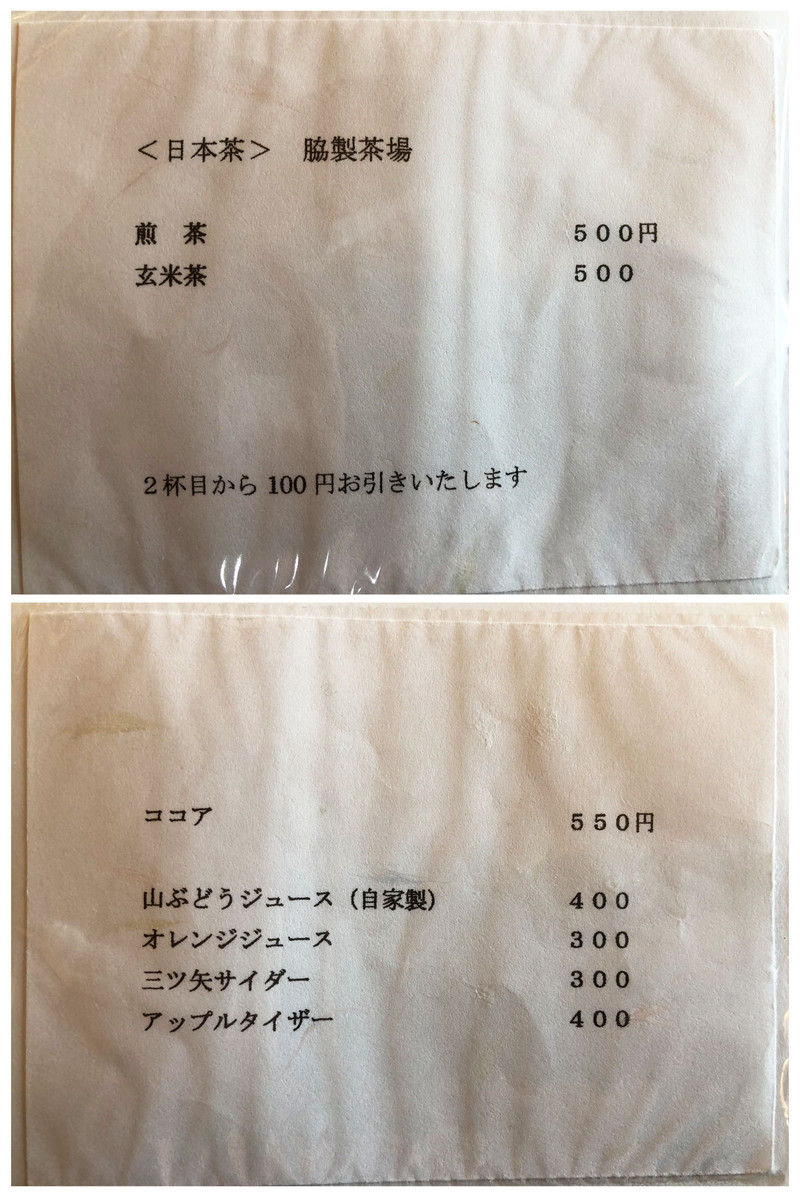 ＜日本茶＞　脇製茶場
煎　茶　５００円
玄米茶　５００
２杯目から 100 円お引きいたします
ココア　５５０円
山ぶどうジュース（自家製）　４００
オレンジジュース　３００
三ツ矢サイダー　３００
アップルタイザー　４００